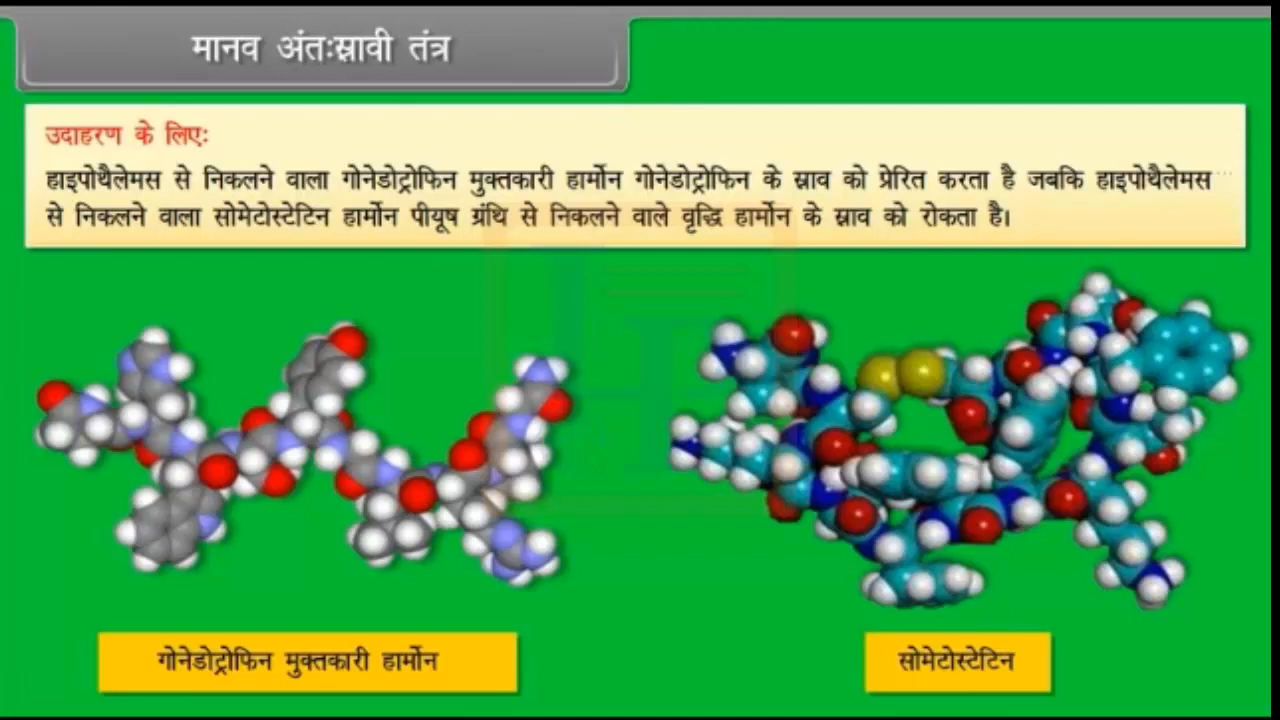 मानव अंतःस्रावी तंत्र
उदाहरण के लिएः
हाइपोथैलेमस से निकलने वाला गोनेडोट्रोफिन मुक्तकारी हार्मोन गोनेडोट्रोफिन के स्राव को प्रेरित करता है जबकि हाइपोथैलेमस
से निकलने वाला सोमेटोस्टेटिन हार्मोन पीयूष ग्रंथि से निकलने वाले वृद्धि हार्मोन के स्राव को रोकता है।
गोनेडोट्रोफिन मुक्तकारी हार्मोन
सोमेटोस्टेटिन